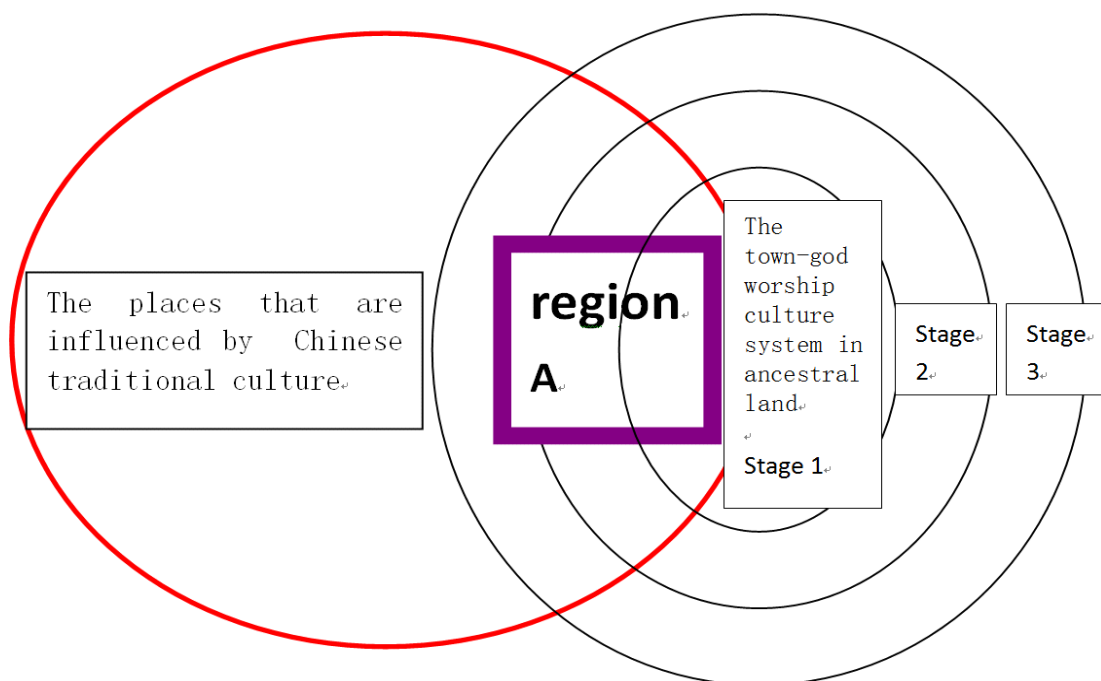 The places that are
influenced by Chinese
traditional culture
region
A
The
town-god
worship
culture
system in
ancestral
land
Stage 1
Stage
2
Stage
3